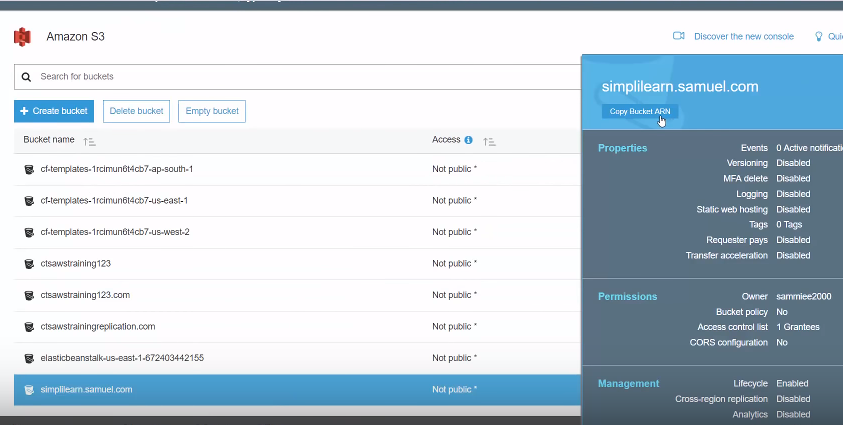 Amazon S3
Discover the new console
Search for buckets
+ Create bucket
Delete bucket
Empty bucket
Bucket name
Access
cf-templates-1rcimun6t4cb7-ap-south-1
Not public *
cf-templates-1rcimun6t4cb7-us-east-1
Not public *
cf-templates-1rcimun6t4cb7-us-west-2
Not public *
ctsawstraining123
Not public *
ctsawstraining123.com
Not public *
ctsawstrainingreplication.com
Not public *
elasticbeanstalk-us-east-1-672403442155
Not public *
simplilearn.samuel.com
Not public *
simplilearn.samuel.com
Copy Bucket ARN
Properties
Events 0 Active notificati
Versioning Disabled
MFA delete Disabled
Logging Disabled
Static web hosting Disabled
Tags 0 Tags
Requester pays Disabled
Transfer acceleration Disabled
Permissions
Owner sammiee2000
Bucket policy No
Access control list 1 Grantees
CORS configuration No
Management
Lifecycle Enabled
Cross-region replication Disabled
Analytics Disabled